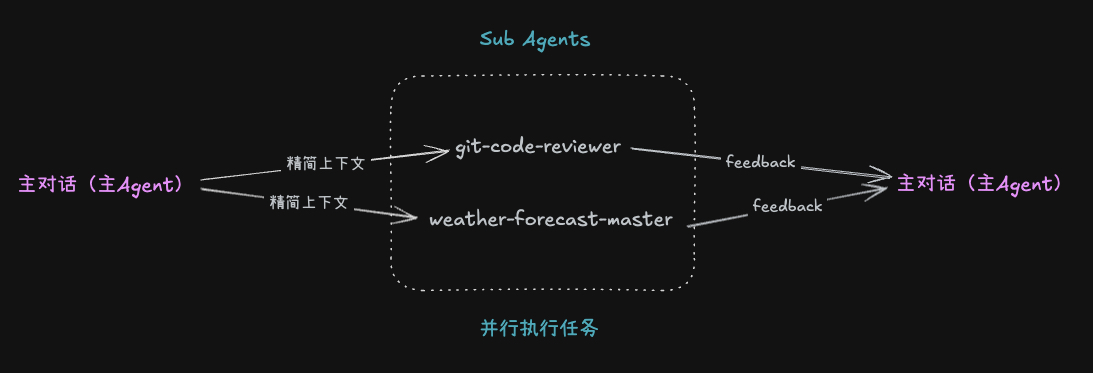 Sub Agents
git-code-reviewer
精简上下文
feedback
主对话（主Agent）
主对话（主Agent）
精简上下文
feedback
weather-forecast-master
并行执行任务